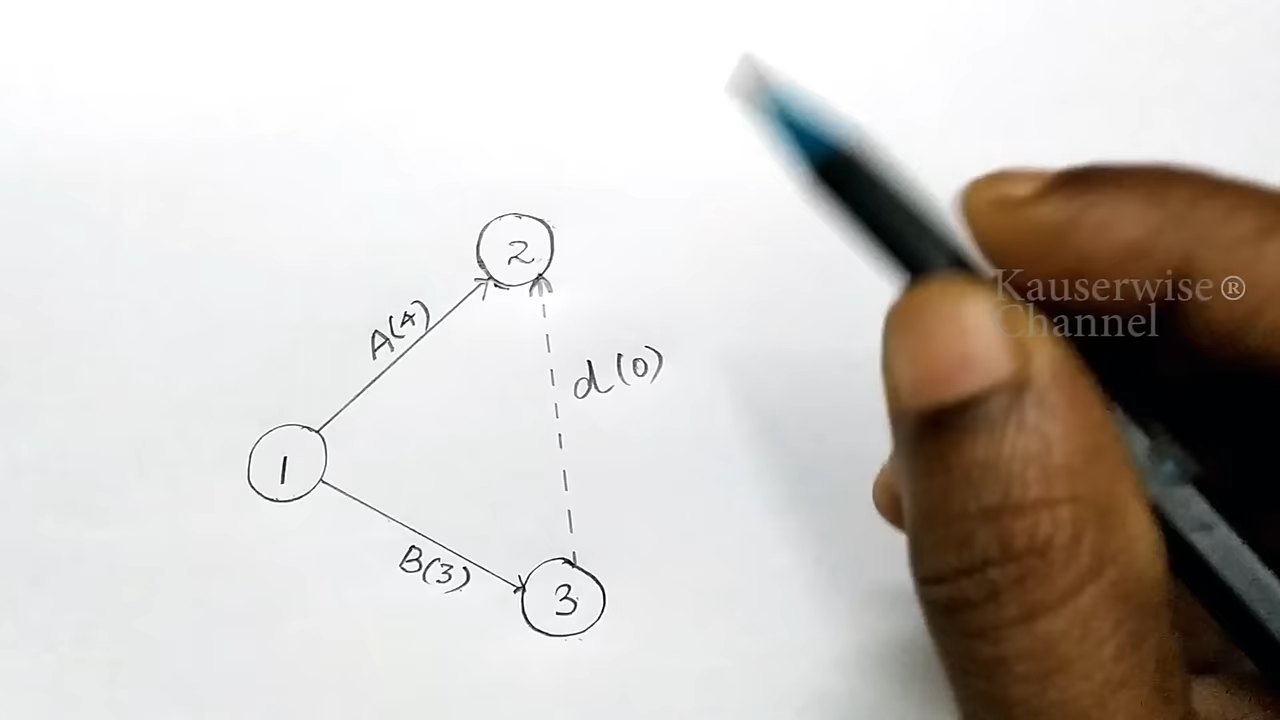 2
A(4)
d(0)
1
B(3)
3
Kauserwise®
Channel